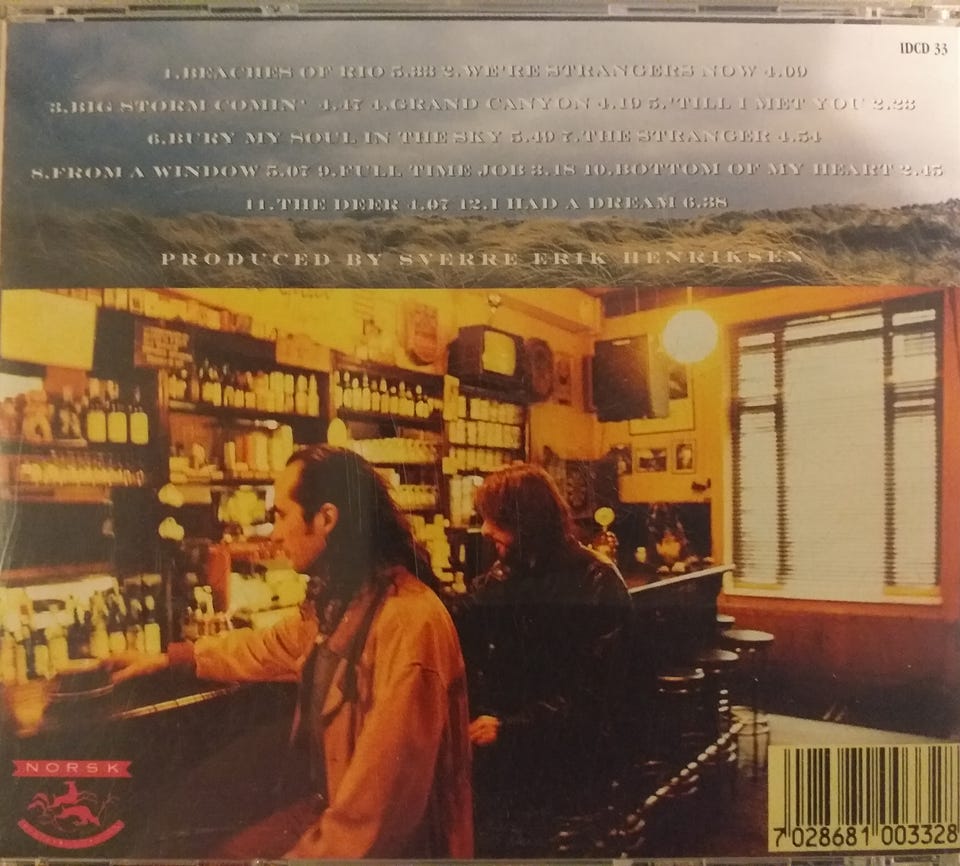 IDCD 33
1.BEACHES OF RIO 5.33 2.WE'RE STRANGERS NOW 4.09
3.BIG STORM COMIN' 4.47 4.GRAND CANYON 4.19 5.'TILL I MET YOU 2.23
6.BURY MY SOUL IN THE SKY 5.49 7.THE STRANGER 4.54
8.FROM A WINDOW 5.07 9.FULL TIME JOB 3.18 10.BOTTOM OF MY HEART 2.45
11.THE DEER 4.07 12.I HAD A DREAM 6.38
PRODUCED BY SVERRE ERIK HENRIKSEN
NORSK
7 028681 003328